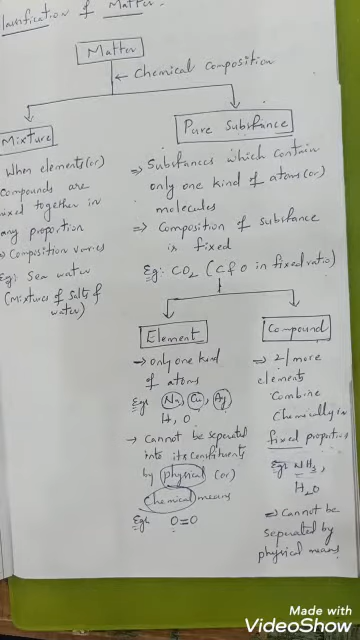 Classification of Matter.
Matter
← Chemical composition
Mixture
When elements (or)
compounds are
mixed together in
any proportion
→ Composition varies
Eg: Sea water
(Mixtures of salts &
water)
Pure Substance
⇒ Substances which contain
only one kind of atoms (or)
molecules
⇒ Composition of substance
is fixed
Eg: CO2 (C & O in fixed ratio)
Element
→ only one kind
of atoms
Eg: Na, Cu, Ag
H, O
→ Cannot be separated
into its constituents
by physical (or)
chemical means
Eg: O=O
Compound
⇒ 2/more
elements
Combine
chemically in
fixed proportion
Eg: NH3,
H2O
⇒ Cannot be
separated by
physical means
Made with
VideoShow